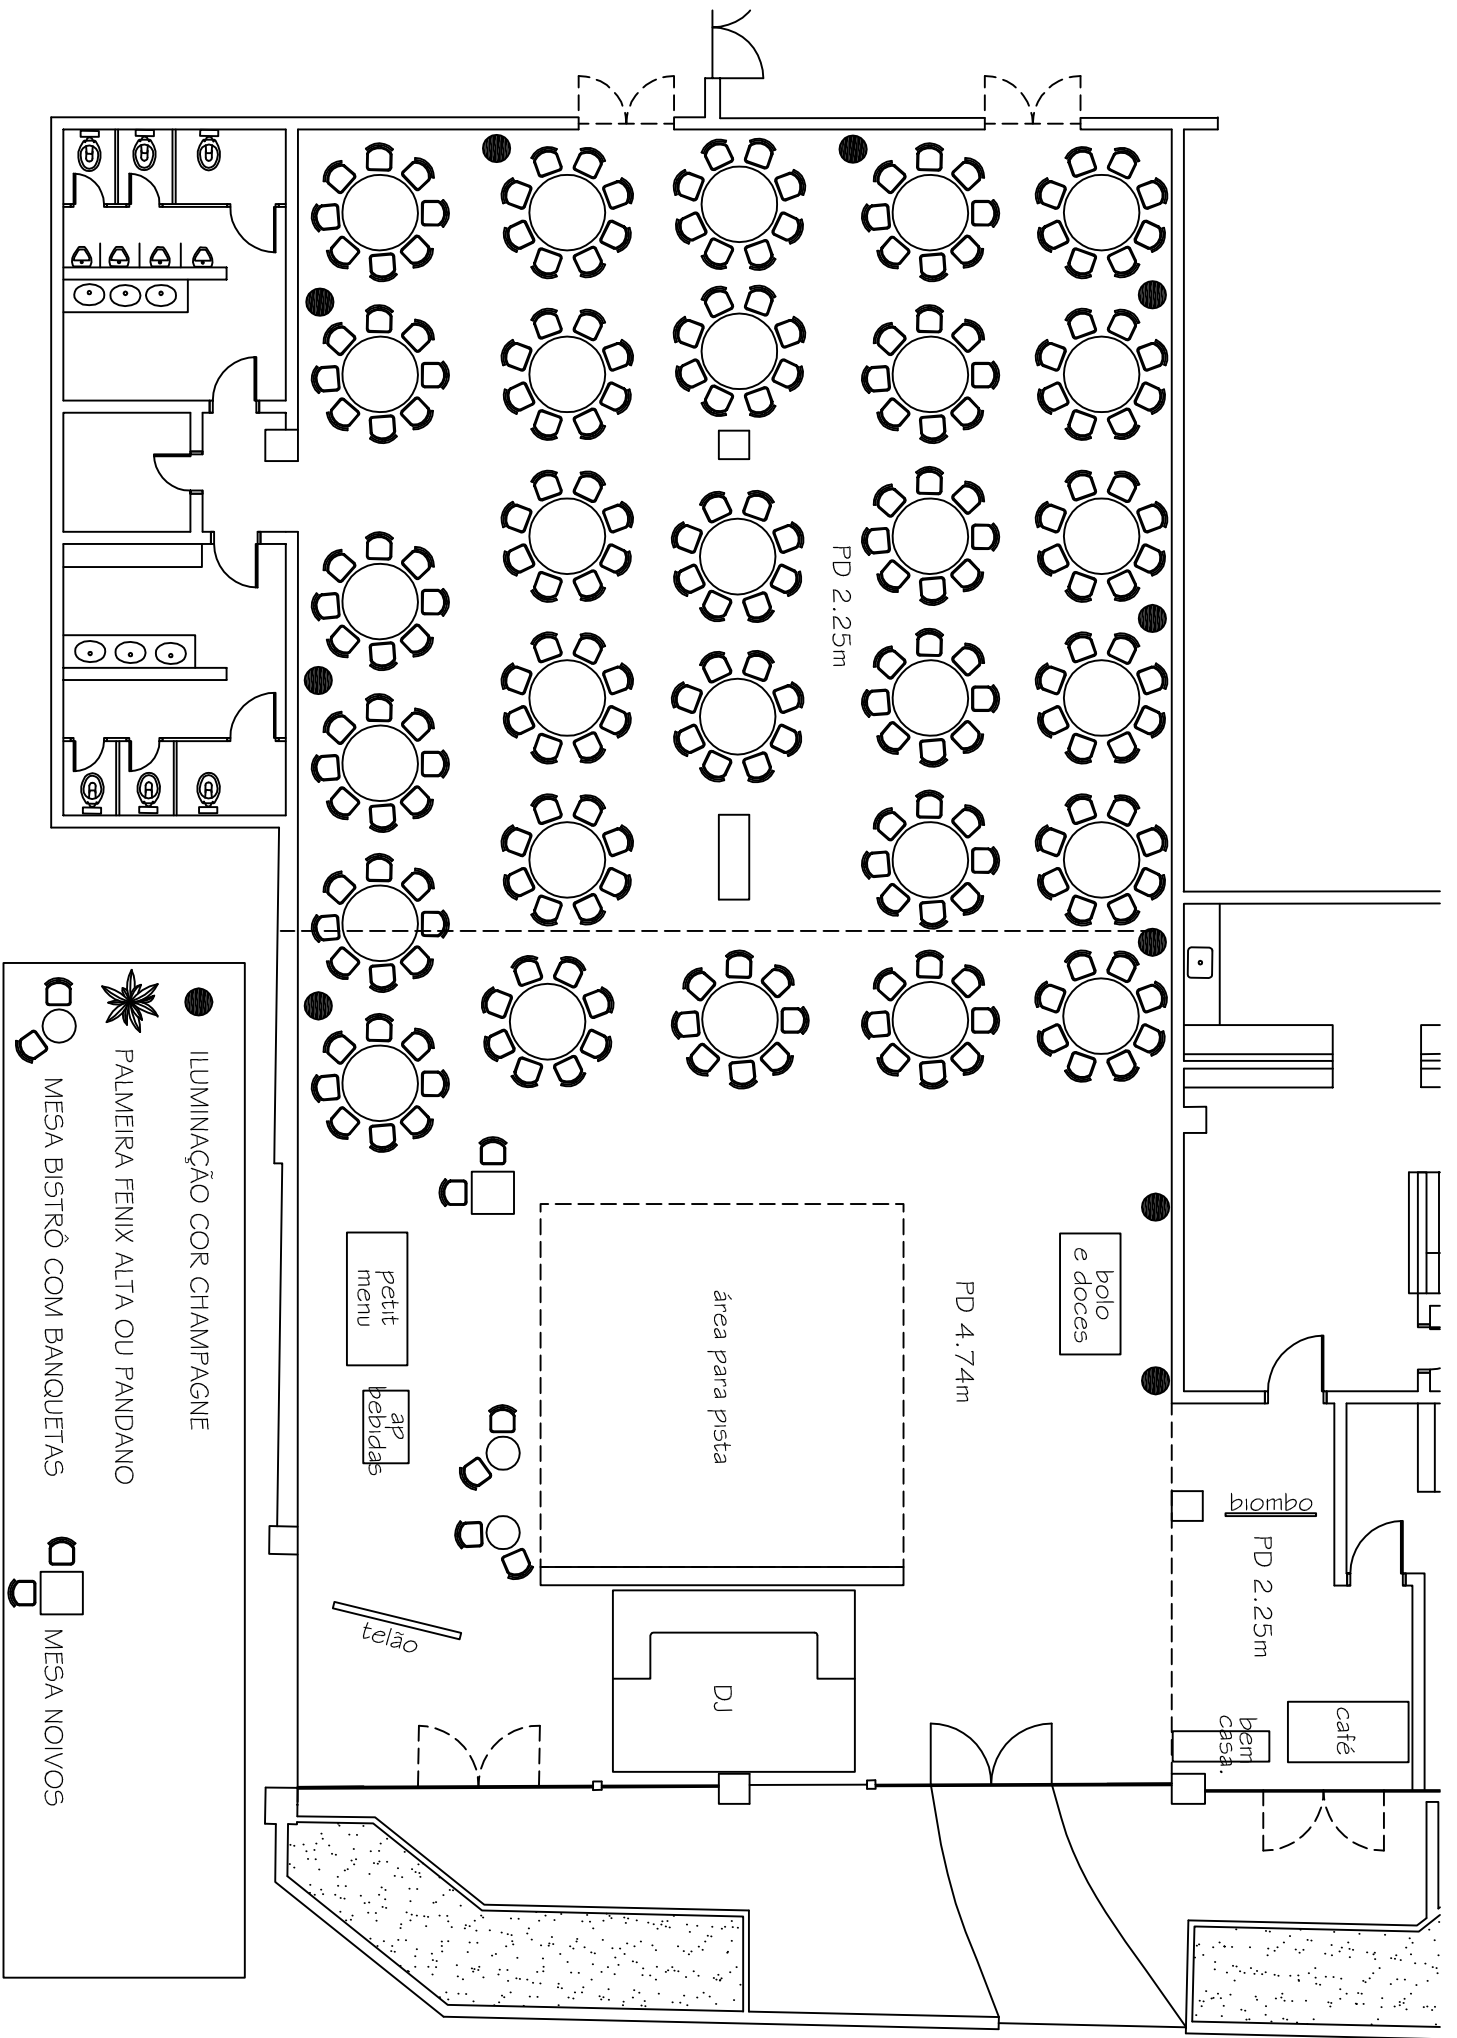 PD 2.25m
bolo
e doces
PD 4.74m
área para pista
petit
menu
ap
bebidas
biombo
PD 2.25m
telão
DJ
café
bem
casa.
ILUMINAÇÃO COR CHAMPAGNE
PALMEIRA FENIX ALTA OU PANDANO
MESA BISTRÔ COM BANQUETAS
MESA NOIVOS